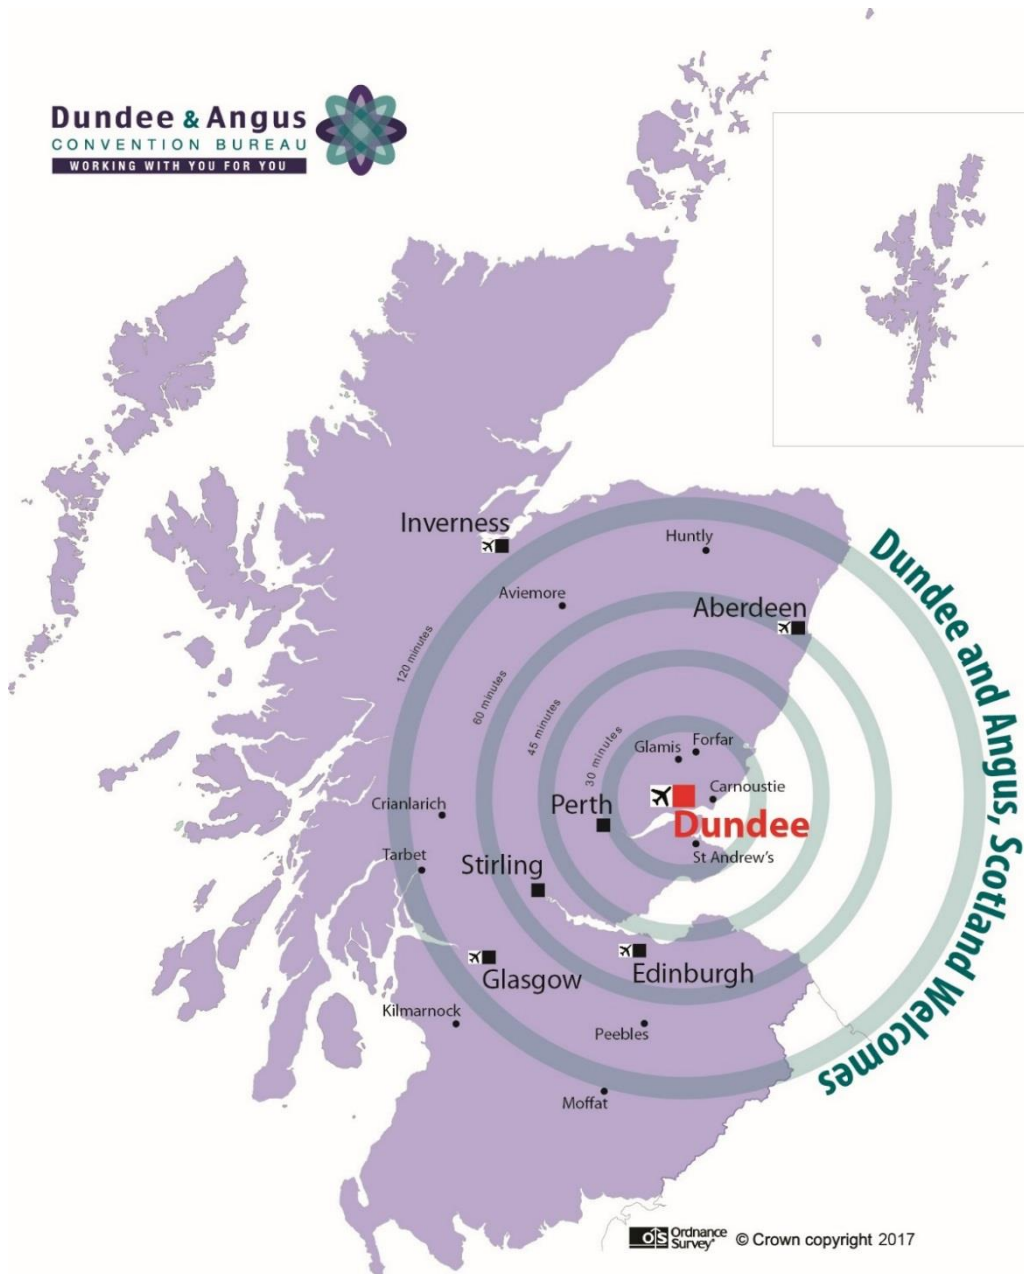 Dundee & Angus
CONVENTION BUREAU
WORKING WITH YOU FOR YOU
Inverness
Huntly
Aviemore
Aberdeen
120 minutes
60 minutes
45 minutes
30 minutes
Glamis
Forfar
Carnoustie
Crianlarich
Perth
Dundee
Tarbet
Stirling
St Andrew's
Glasgow
Edinburgh
Kilmarnock
Peebles
Moffat
Dundee and Angus, Scotland Welcomes
OS Ordnance
Survey®
© Crown copyright 2017